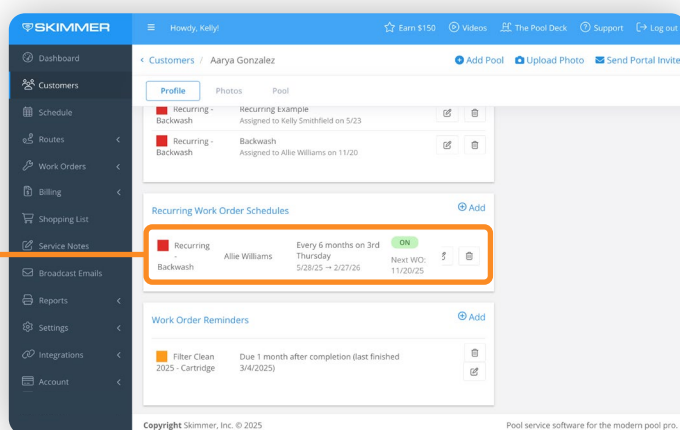 SKIMMER
Howdy, Kelly!
Earn $150
Videos
The Pool Deck
Support
Log out
Dashboard
Customers
Schedule
Routes
Work Orders
Billing
Shopping List
Service Notes
Broadcast Emails
Reports
Settings
Integrations
Account
Customers / Aarya Gonzalez
Add Pool
Upload Photo
Send Portal Invite
Profile
Photos
Pool
Recurring - Recurring Example
Backwash Assigned to Kelly Smithfield on 5/23
Recurring - Backwash
Backwash Assigned to Allie Williams on 11/20
Recurring Work Order Schedules
Add
Recurring
-
Backwash
Allie Williams
Every 6 months on 3rd
Thursday
5/28/25 → 2/27/26
ON
Next WO:
11/20/25
Work Order Reminders
Add
Filter Clean
2025 - Cartridge
Due 1 month after completion (last finished
3/4/2025)
Copyright Skimmer, Inc. © 2025
Pool service software for the modern pool pro.